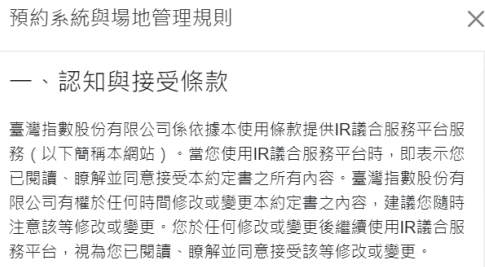 預約系統與場地管理規則
一、認知與接受條款
臺灣指數股份有限公司係依據本使用條款提供IR議合服務平台服
務（以下簡稱本網站）。當您使用IR議合服務平台時，即表示您
已閱讀、瞭解並同意接受本約定書之所有內容。臺灣指數股份有
限公司有權於任何時間修改或變更本約定書之內容，建議您隨時
注意該等修改或變更。您於任何修改或變更後繼續使用IR議合服
務平台，視為您已閱讀、瞭解並同意接受該等修改或變更。